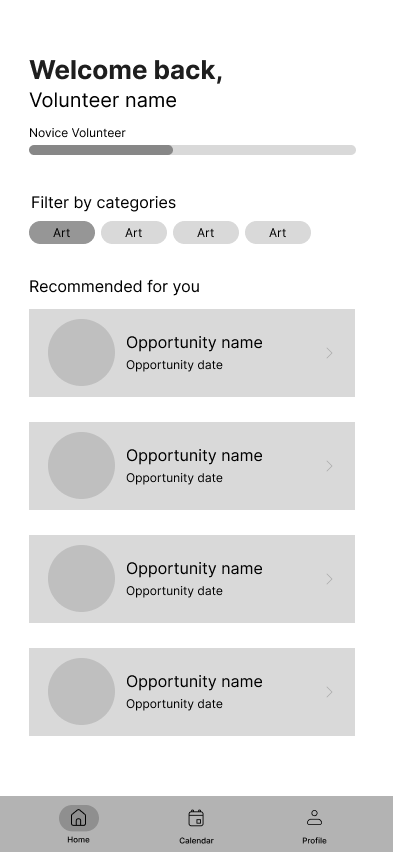 Welcome back,
Volunteer name
Novice Volunteer
Filter by categories
Art
Art
Art
Art
Recommended for you
Opportunity name
Opportunity date
Opportunity name
Opportunity date
Opportunity name
Opportunity date
Opportunity name
Opportunity date
Home
Calendar
Profile